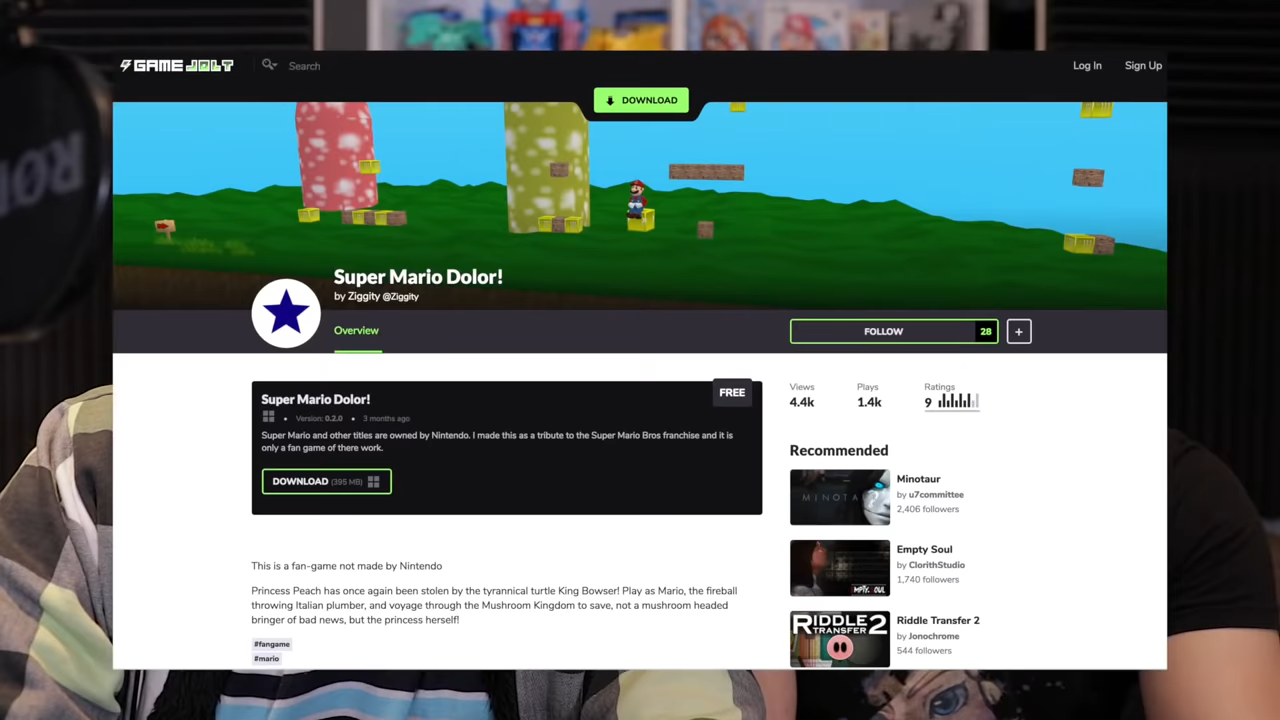 GAME JOLT
Search
Log In
Sign Up
DOWNLOAD
Super Mario Dolor!
by Ziggity @Ziggity
Overview
FOLLOW 28 +
Super Mario Dolor!
FREE
• Version: 0.2.0 • 3 months ago
Super Mario and other titles are owned by Nintendo. I made this as a tribute to the Super Mario Bros franchise and it is
only a fan game of there work.
DOWNLOAD (395 MB)
This is a fan-game not made by Nintendo
Princess Peach has once again been stolen by the tyrannical turtle King Bowser! Play as Mario, the fireball
throwing Italian plumber, and voyage through the Mushroom Kingdom to save, not a mushroom headed
bringer of bad news, but the princess herself!
#fangame
#mario
Views
4.4k
Plays
1.4k
Ratings
9
Recommended
Minotaur
by u7committee
2,406 followers
Empty Soul
by ClorithStudio
1,740 followers
RIDDLE
TRANSFER 2
Riddle Transfer 2
by Jonochrome
544 followers